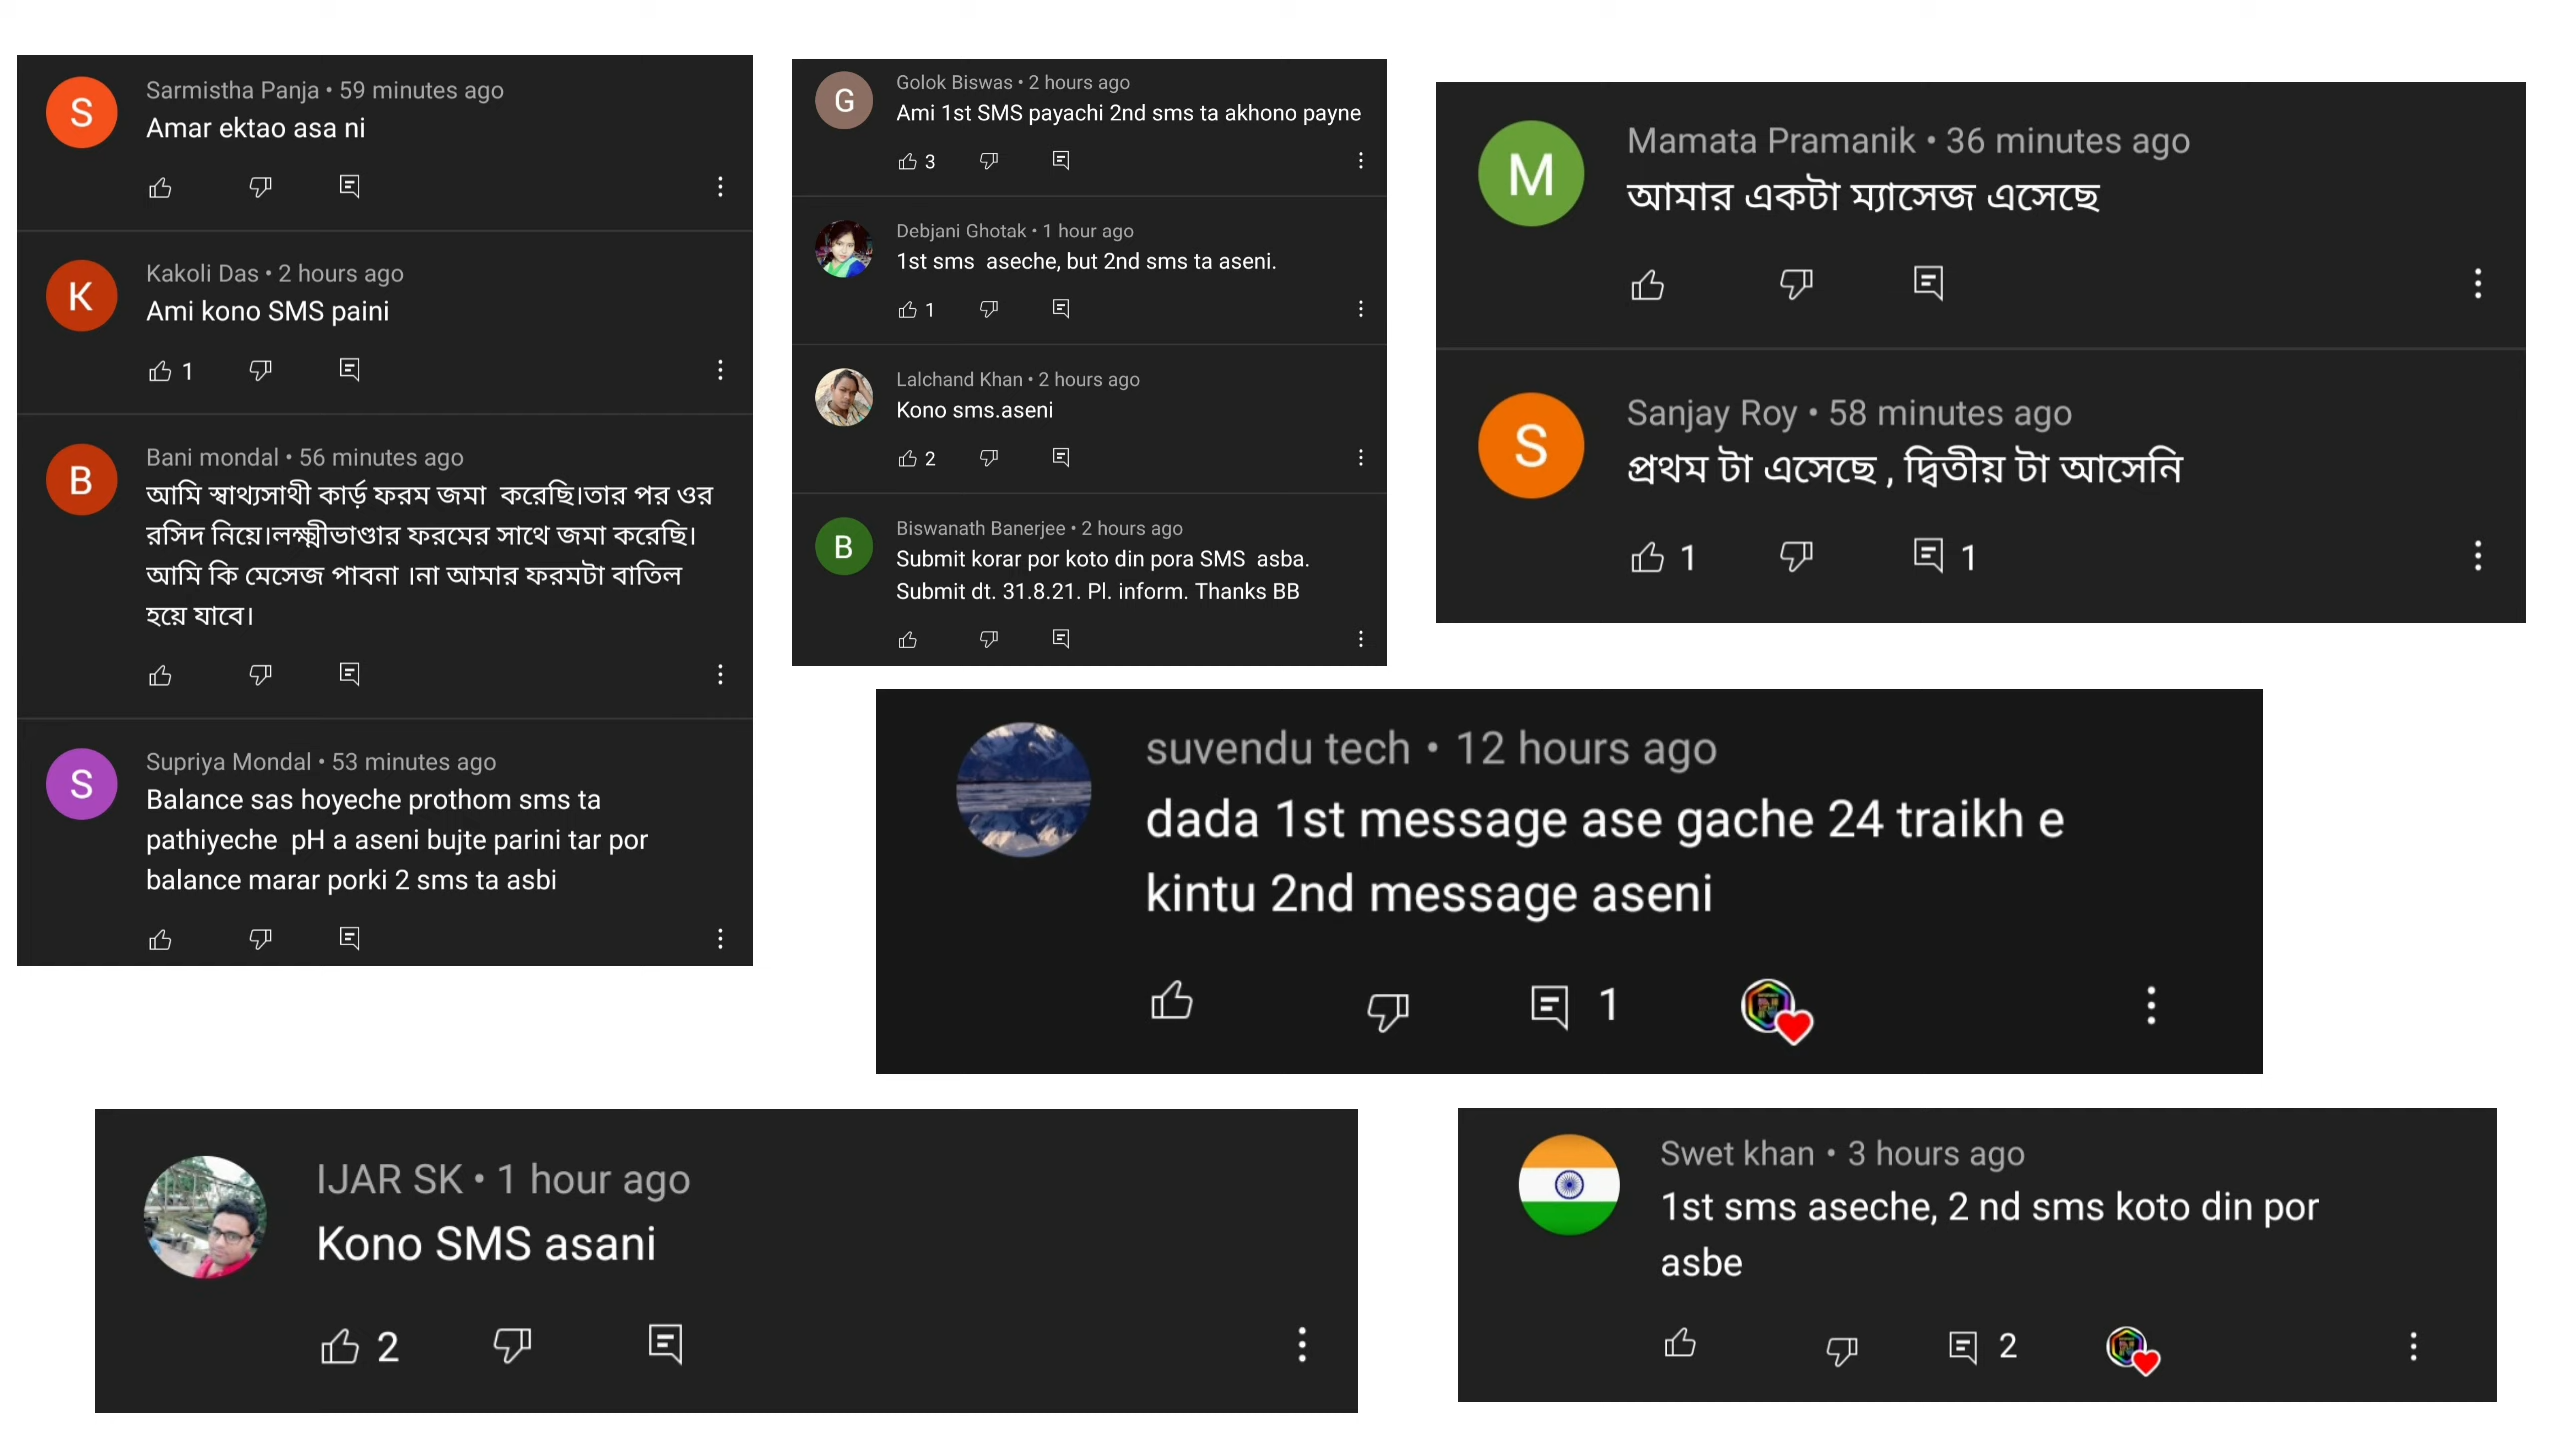 Sarmistha Panja • 59 minutes ago
Amar ektao asa ni
Kakoli Das • 2 hours ago
Ami kono SMS paini
1
Bani mondal • 56 minutes ago
আমি স্বাথ্যসাথী কার্ড় ফরম জমা করেছি।তার পর ওর
রসিদ নিয়ে।লক্ষ্মীভাণ্ডার ফরমের সাথে জমা করেছি।
আমি কি মেসেজ পাবনা ।না আমার ফরমটা বাতিল
হয়ে যাবে।
Supriya Mondal • 53 minutes ago
Balance sas hoyeche prothom sms ta
pathiyeche pH a aseni bujte parini tar por
balance marar porki 2 sms ta asbi
Golok Biswas • 2 hours ago
Ami 1st SMS payachi 2nd sms ta akhono payne
3
Debjani Ghotak • 1 hour ago
1st sms aseche, but 2nd sms ta aseni.
1
Lalchand Khan • 2 hours ago
Kono sms.aseni
2
Biswanath Banerjee • 2 hours ago
Submit korar por koto din pora SMS asba.
Submit dt. 31.8.21. Pl. inform. Thanks BB
Mamata Pramanik • 36 minutes ago
আমার একটা ম্যাসেজ এসেছে
Sanjay Roy • 58 minutes ago
প্রথম টা এসেছে , দ্বিতীয় টা আসেনি
1 1
suvendu tech • 12 hours ago
dada 1st message ase gache 24 traikh e
kintu 2nd message aseni
1
IJAR SK • 1 hour ago
Kono SMS asani
2
Swet khan • 3 hours ago
1st sms aseche, 2 nd sms koto din por
asbe
2
S
K
B
S
G
B
M
S